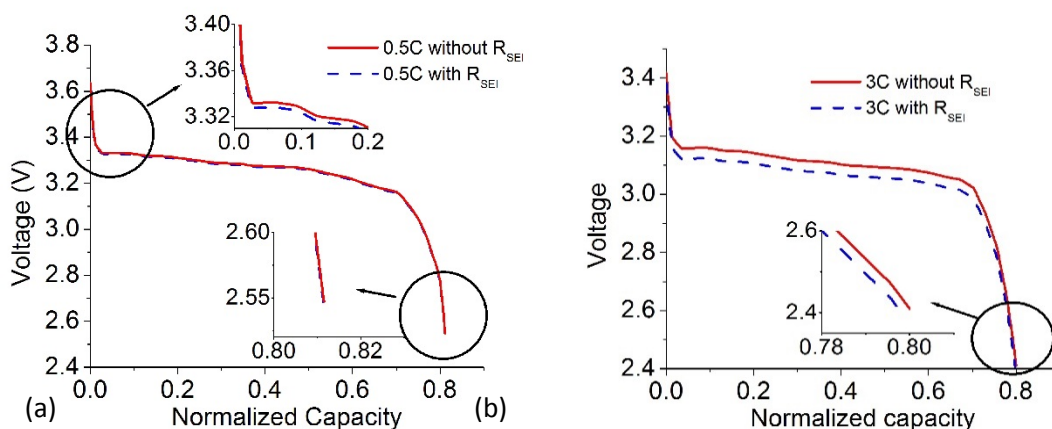 3.8
3.6
3.4
3.2
3.0
2.8
2.6
2.4
Voltage (V)
0.0 0.2 0.4 0.6 0.8
Normalized Capacity
(a)
3.40
3.36
3.32
0.0 0.1 0.2
0.5C without R_SEI
0.5C with R_SEI
2.60
2.55
0.80 0.82
(b)
3.4
3.2
3.0
2.8
2.6
2.4
Voltage
0.0 0.2 0.4 0.6 0.8
Normalized capacity
3C without R_SEI
3C with R_SEI
2.6
2.4
0.78 0.80